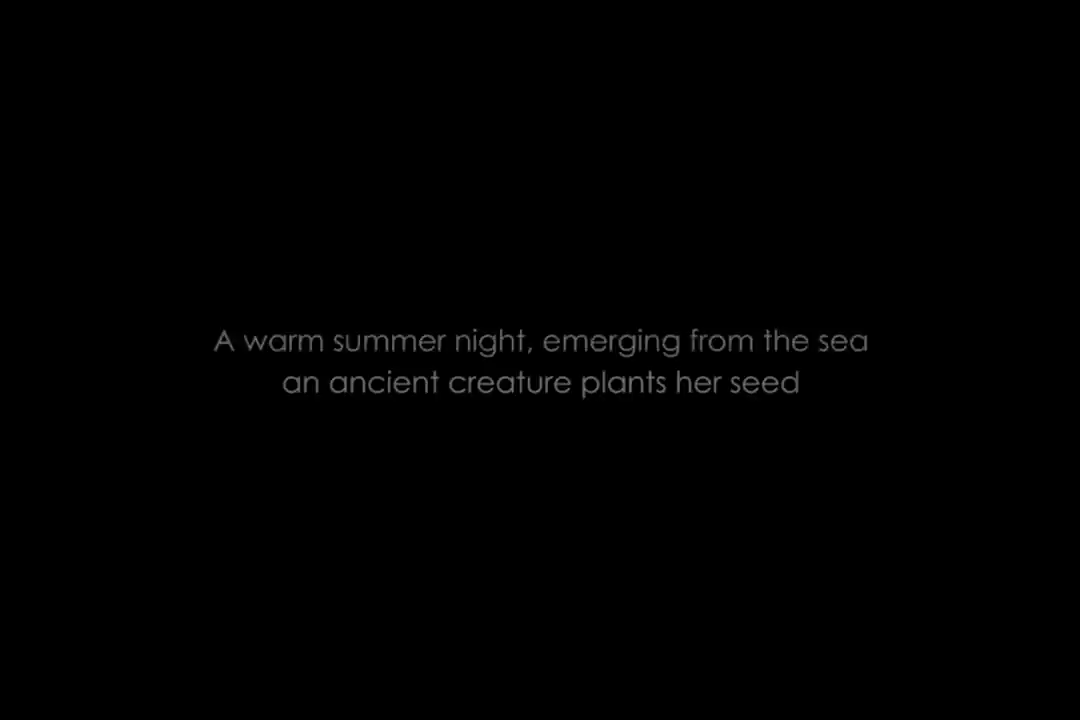 A warm summer night, emerging from the sea
an ancient creature plants her seed